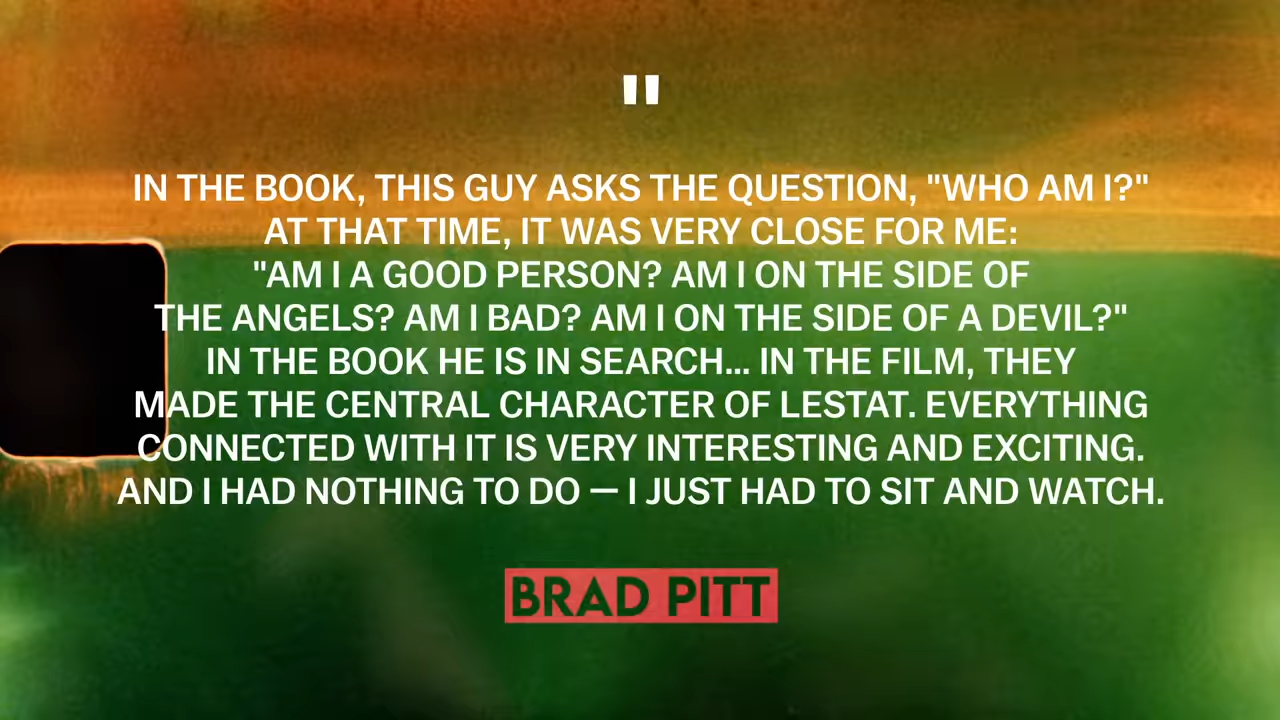 "
IN THE BOOK, THIS GUY ASKS THE QUESTION, "WHO AM I?"
AT THAT TIME, IT WAS VERY CLOSE FOR ME:
"AM I A GOOD PERSON? AM I ON THE SIDE OF
THE ANGELS? AM I BAD? AM I ON THE SIDE OF A DEVIL?"
IN THE BOOK HE IS IN SEARCH... IN THE FILM, THEY
MADE THE CENTRAL CHARACTER OF LESTAT. EVERYTHING
CONNECTED WITH IT IS VERY INTERESTING AND EXCITING.
AND I HAD NOTHING TO DO — I JUST HAD TO SIT AND WATCH.
BRAD PITT